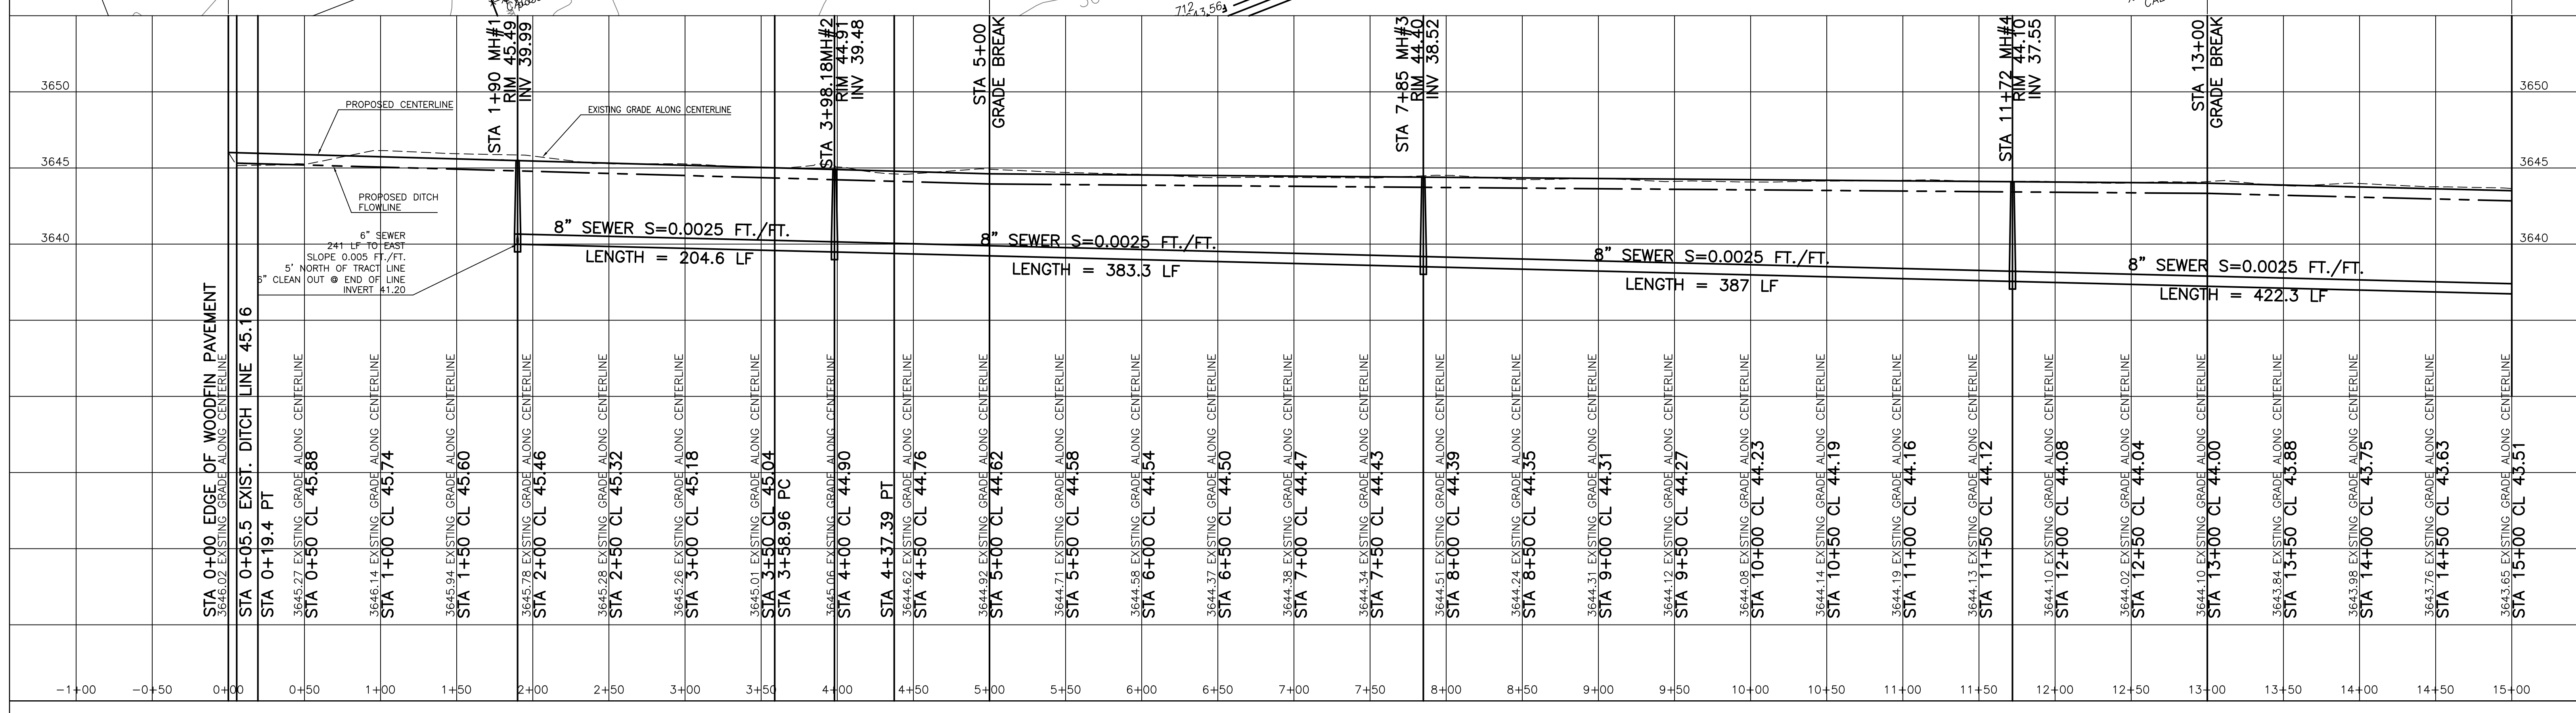 712
43.56
STA 1+90 MH#1
RIM 45.49
INV 39.99
STA 3+98.18MH#2
RIM 44.91
INV 39.48
STA 5+00
GRADE BREAK
STA 7+85 MH#3
RIM 44.40
INV 38.52
STA 11+72 MH#4
RIM 44.10
INV 37.55
STA 13+00
GRADE BREAK
3650
3650
PROPOSED CENTERLINE
EXISTING GRADE ALONG CENTERLINE
3645
3645
PROPOSED DITCH
FLOWLINE
3640
3640
6" SEWER
241 LF TO EAST
SLOPE 0.005 FT./FT.
5' NORTH OF TRACT LINE
6" CLEAN OUT @ END OF LINE
INVERT 41.20
8" SEWER S=0.0025 FT./FT.
LENGTH = 204.6 LF
8" SEWER S=0.0025 FT./FT.
LENGTH = 383.3 LF
8" SEWER S=0.0025 FT./FT.
LENGTH = 387 LF
8" SEWER S=0.0025 FT./FT.
LENGTH = 422.3 LF
STA 0+00 EDGE OF WOODFIN PAVEMENT
3646.02 EXISTING GRADE ALONG CENTERLINE
STA 0+05.5 EXIST. DITCH LINE 45.16
STA 0+19.4 PT
3645.27 EXISTING GRADE ALONG CENTERLINE
STA 0+50 CL 45.88
3646.14 EXISTING GRADE ALONG CENTERLINE
STA 1+00 CL 45.74
3645.94 EXISTING GRADE ALONG CENTERLINE
STA 1+50 CL 45.60
3645.78 EXISTING GRADE ALONG CENTERLINE
STA 2+00 CL 45.46
3645.28 EXISTING GRADE ALONG CENTERLINE
STA 2+50 CL 45.32
3645.26 EXISTING GRADE ALONG CENTERLINE
STA 3+00 CL 45.18
3645.01 EXISTING GRADE ALONG CENTERLINE
STA 3+50 CL 45.04
STA 3+58.96 PC
3645.06 EXISTING GRADE ALONG CENTERLINE
STA 4+00 CL 44.90
STA 4+37.39 PT
3644.62 EXISTING GRADE ALONG CENTERLINE
STA 4+50 CL 44.76
3644.92 EXISTING GRADE ALONG CENTERLINE
STA 5+00 CL 44.62
3644.71 EXISTING GRADE ALONG CENTERLINE
STA 5+50 CL 44.58
3644.58 EXISTING GRADE ALONG CENTERLINE
STA 6+00 CL 44.54
3644.37 EXISTING GRADE ALONG CENTERLINE
STA 6+50 CL 44.50
3644.38 EXISTING GRADE ALONG CENTERLINE
STA 7+00 CL 44.47
3644.34 EXISTING GRADE ALONG CENTERLINE
STA 7+50 CL 44.43
3644.51 EXISTING GRADE ALONG CENTERLINE
STA 8+00 CL 44.39
3644.24 EXISTING GRADE ALONG CENTERLINE
STA 8+50 CL 44.35
3644.31 EXISTING GRADE ALONG CENTERLINE
STA 9+00 CL 44.31
3644.12 EXISTING GRADE ALONG CENTERLINE
STA 9+50 CL 44.27
3644.08 EXISTING GRADE ALONG CENTERLINE
STA 10+00 CL 44.23
3644.14 EXISTING GRADE ALONG CENTERLINE
STA 10+50 CL 44.19
3644.19 EXISTING GRADE ALONG CENTERLINE
STA 11+00 CL 44.16
3644.13 EXISTING GRADE ALONG CENTERLINE
STA 11+50 CL 44.12
3644.10 EXISTING GRADE ALONG CENTERLINE
STA 12+00 CL 44.08
3644.02 EXISTING GRADE ALONG CENTERLINE
STA 12+50 CL 44.04
3644.10 EXISTING GRADE ALONG CENTERLINE
STA 13+00 CL 44.00
3643.84 EXISTING GRADE ALONG CENTERLINE
STA 13+50 CL 43.88
3643.98 EXISTING GRADE ALONG CENTERLINE
STA 14+00 CL 43.75
3643.76 EXISTING GRADE ALONG CENTERLINE
STA 14+50 CL 43.63
3643.65 EXISTING GRADE ALONG CENTERLINE
STA 15+00 CL 43.51
-1+00 -0+50 0+00 0+50 1+00 1+50 2+00 2+50 3+00 3+50 4+00 4+50 5+00 5+50 6+00 6+50 7+00 7+50 8+00 8+50 9+00 9+50 10+00 10+50 11+00 11+50 12+00 12+50 13+00 13+50 14+00 14+50 15+00